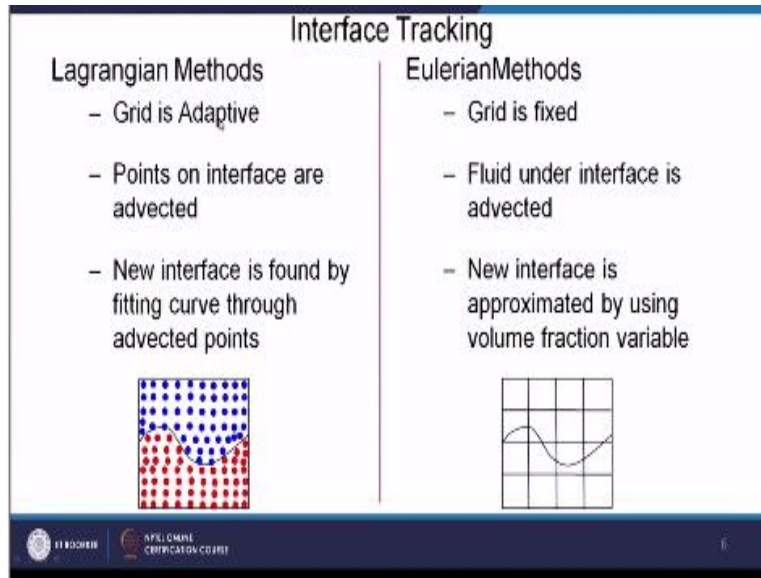 Interface Tracking
Lagrangian Methods
– Grid is Adaptive
– Points on interface are
advected
– New interface is found by
fitting curve through
advected points
EulerianMethods
– Grid is fixed
– Fluid under interface is
advected
– New interface is
approximated by using
volume fraction variable
IIT ROORKEE
NPTEL ONLINE
CERTIFICATION COURSE
6